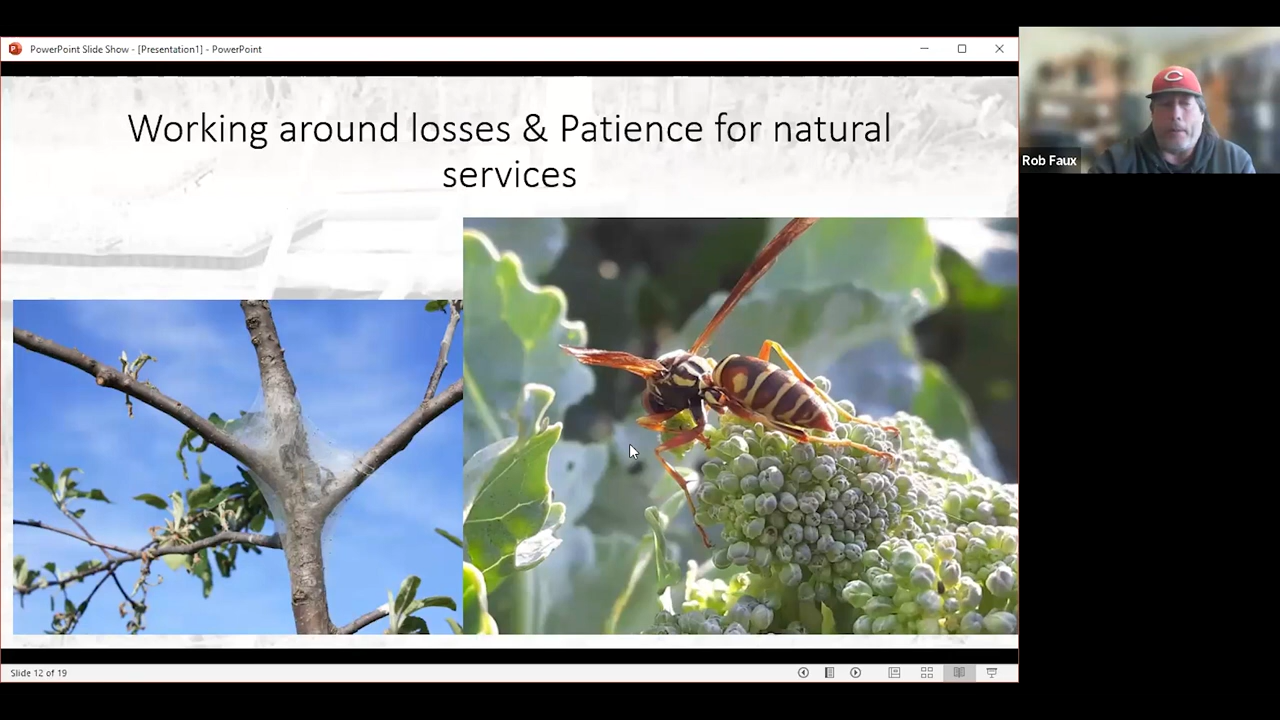 PowerPoint Slide Show - [Presentation1] - PowerPoint
Working around losses & Patience for natural
services
Rob Faux
Slide 12 of 19